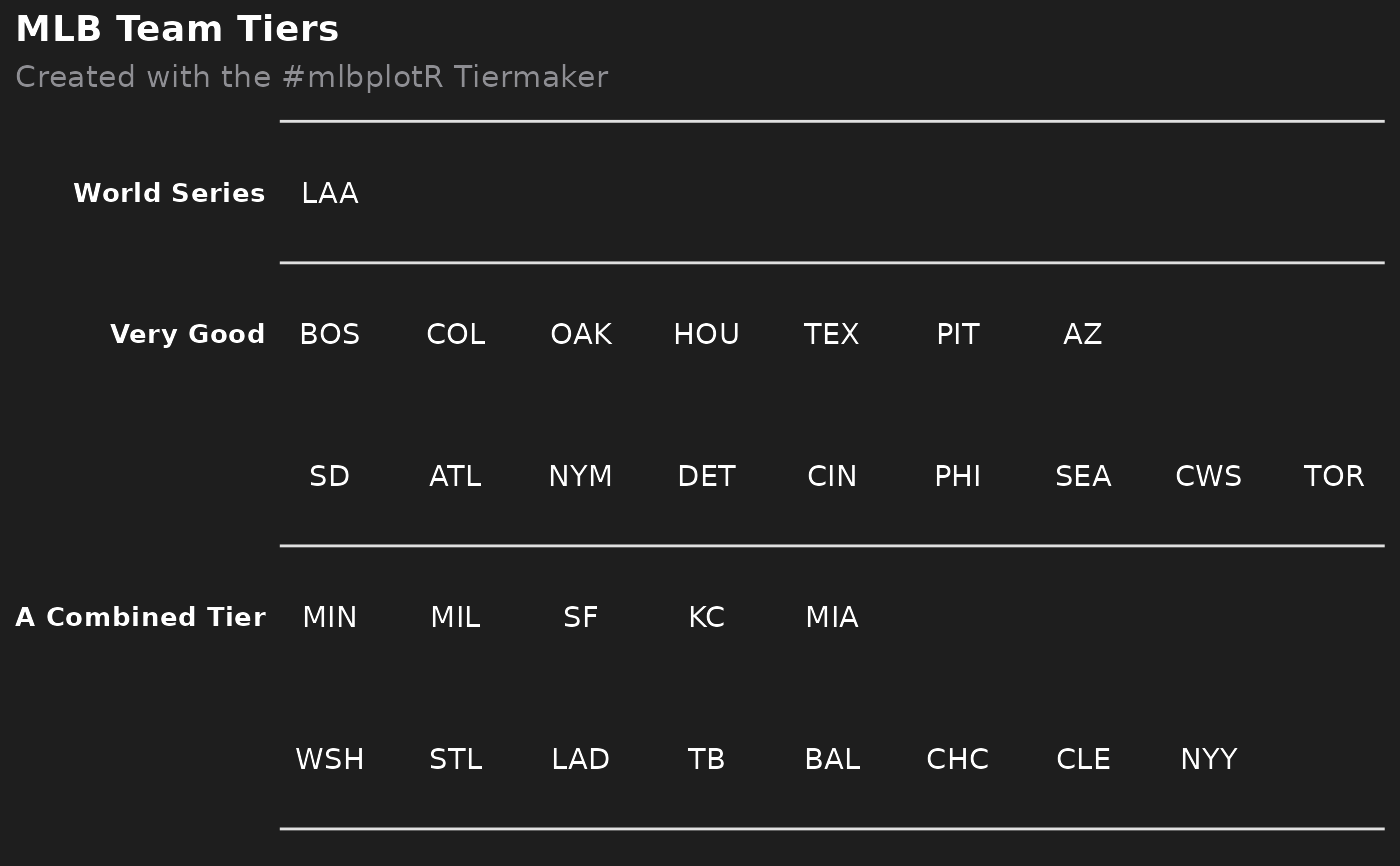 MLB Team Tiers
Created with the #mlbplotR Tiermaker
World Series LAA
Very Good BOS COL OAK HOU TEX PIT AZ
SD ATL NYM DET CIN PHI SEA CWS TOR
A Combined Tier MIN MIL SF KC MIA
WSH STL LAD TB BAL CHC CLE NYY